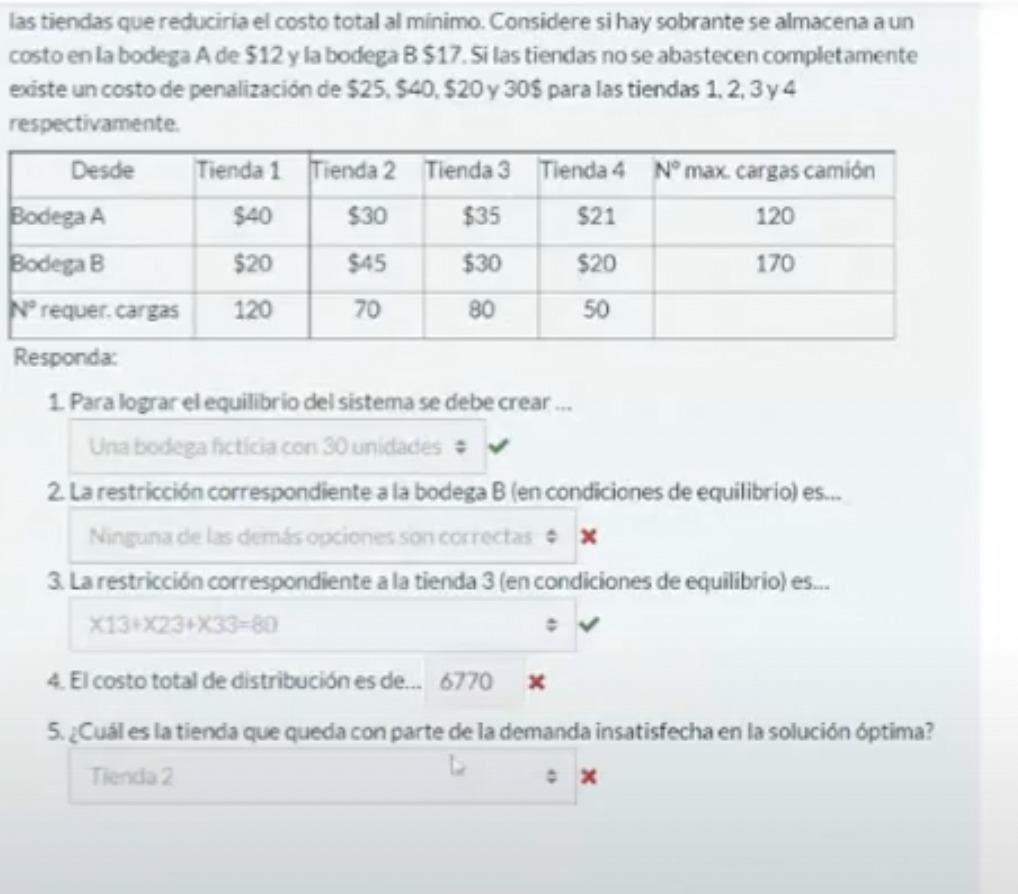 las tiendas que reduciría el costo total al mínimo. Considere si hay sobrante se almacena a un
costo en la bodega A de $12 y la bodega B $17. Si las tiendas no se abastecen completamente
existe un costo de penalización de $25, $40, $20 y 30$ para las tiendas 1, 2, 3 y 4
respectivamente.
Desde Tienda 1 Tienda 2 Tienda 3 Tienda 4 Nº max. cargas camión
Bodega A $40 $30 $35 $21 120
Bodega B $20 $45 $30 $20 170
Nº requer. cargas 120 70 80 50
Responda:
1. Para lograr el equilibrio del sistema se debe crear ...
Una bodega ficticia con 30 unidades
2. La restricción correspondiente a la bodega B (en condiciones de equilibrio) es...
Ninguna de las demás opciones son correctas
3. La restricción correspondiente a la tienda 3 (en condiciones de equilibrio) es...
X13+X23+X33=80
4. El costo total de distribución es de... 6770
5. ¿Cuál es la tienda que queda con parte de la demanda insatisfecha en la solución óptima?
Tienda 2